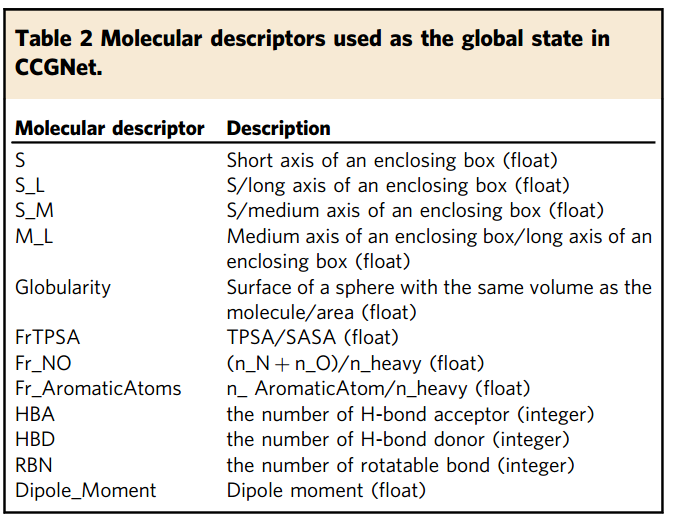 Table 2 Molecular descriptors used as the global state in
CCGNet.
Molecular descriptor Description
S Short axis of an enclosing box (float)
S_L S/long axis of an enclosing box (float)
S_M S/medium axis of an enclosing box (float)
M_L Medium axis of an enclosing box/long axis of an
enclosing box (float)
Globularity Surface of a sphere with the same volume as the
molecule/area (float)
FrTPSA TPSA/SASA (float)
Fr_NO (n_N + n_O)/n_heavy (float)
Fr_AromaticAtoms n_ AromaticAtom/n_heavy (float)
HBA the number of H-bond acceptor (integer)
HBD the number of H-bond donor (integer)
RBN the number of rotatable bond (integer)
Dipole_Moment Dipole moment (float)